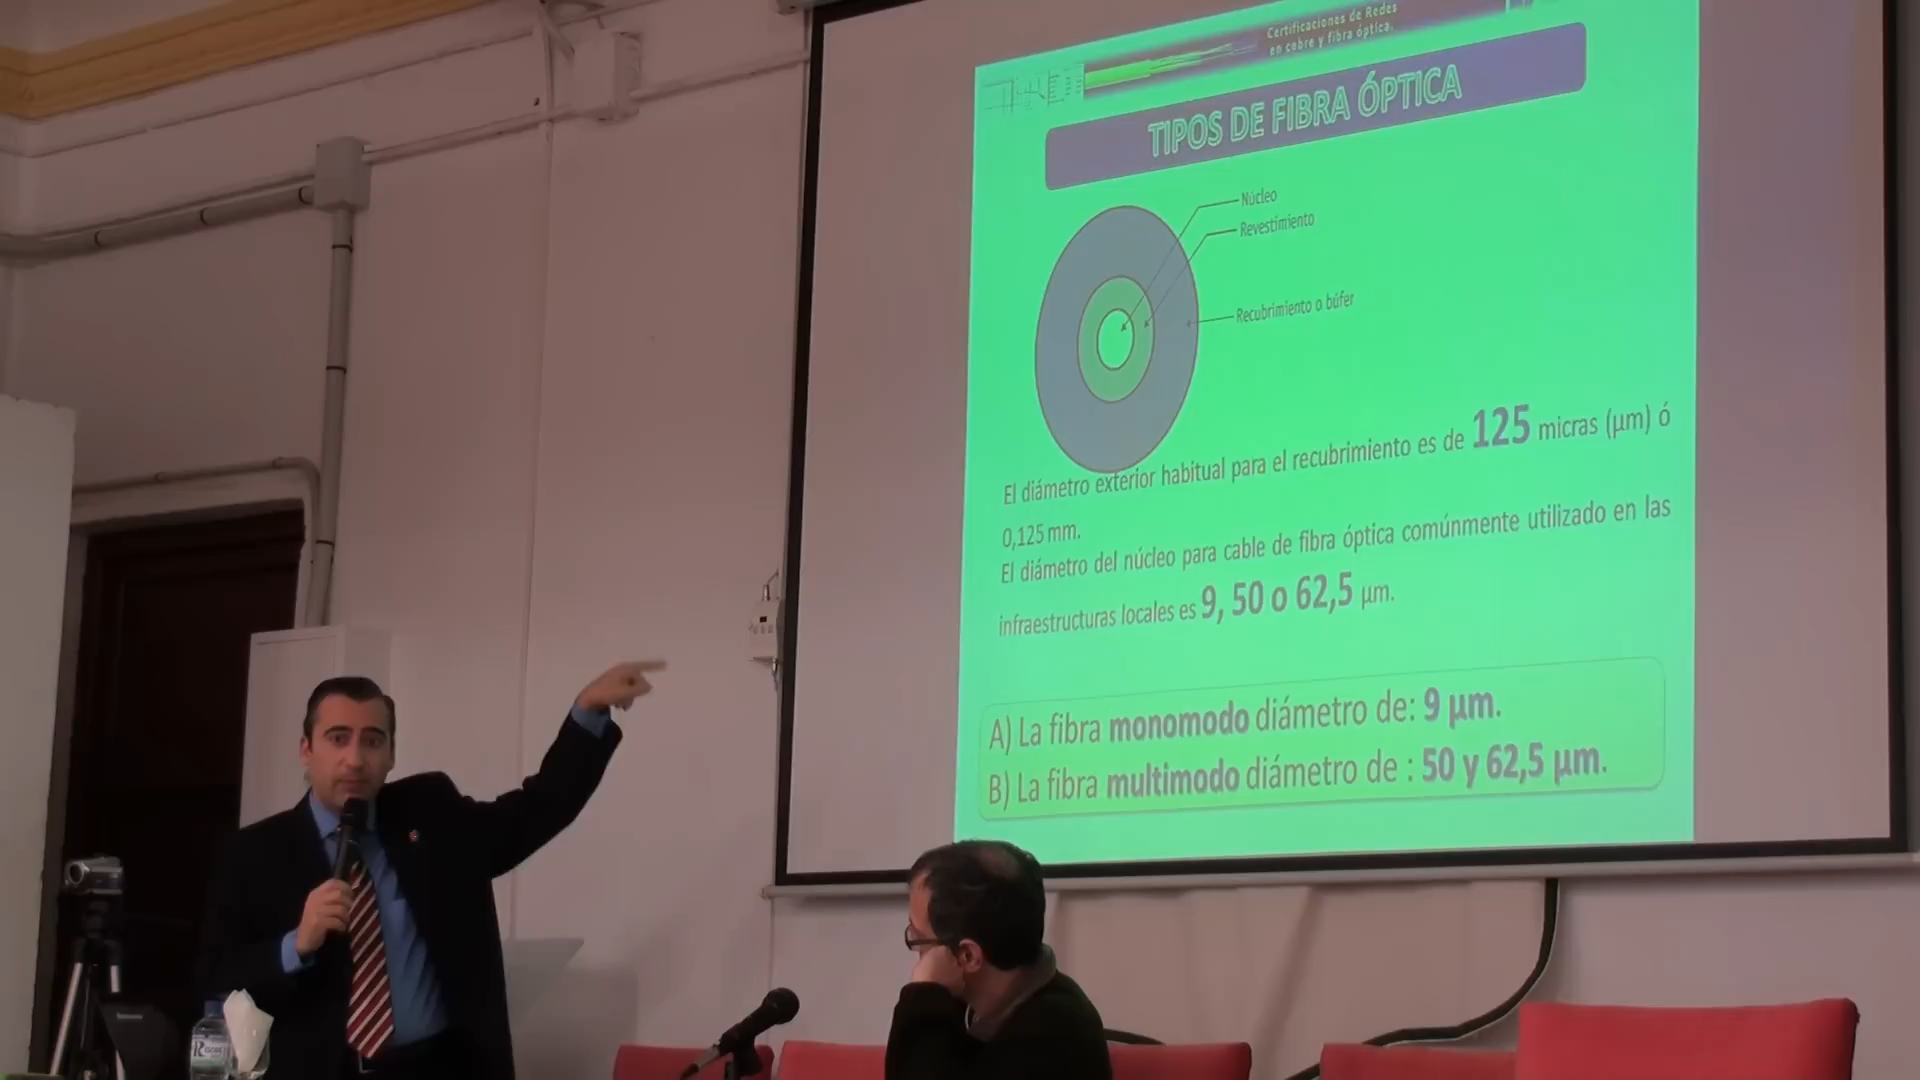 Certificaciones de Redes
en cobre y fibra óptica.
TIPOS DE FIBRA ÓPTICA
Núcleo
Revestimiento
Recubrimiento o búfer
El diámetro exterior habitual para el recubrimiento es de 125 micras (µm) ó
0,125 mm.
El diámetro del núcleo para cable de fibra óptica comúnmente utilizado en las
infraestructuras locales es 9, 50 o 62,5 µm.
A) La fibra monomodo diámetro de: 9 µm.
B) La fibra multimodo diámetro de : 50 y 62,5 µm.